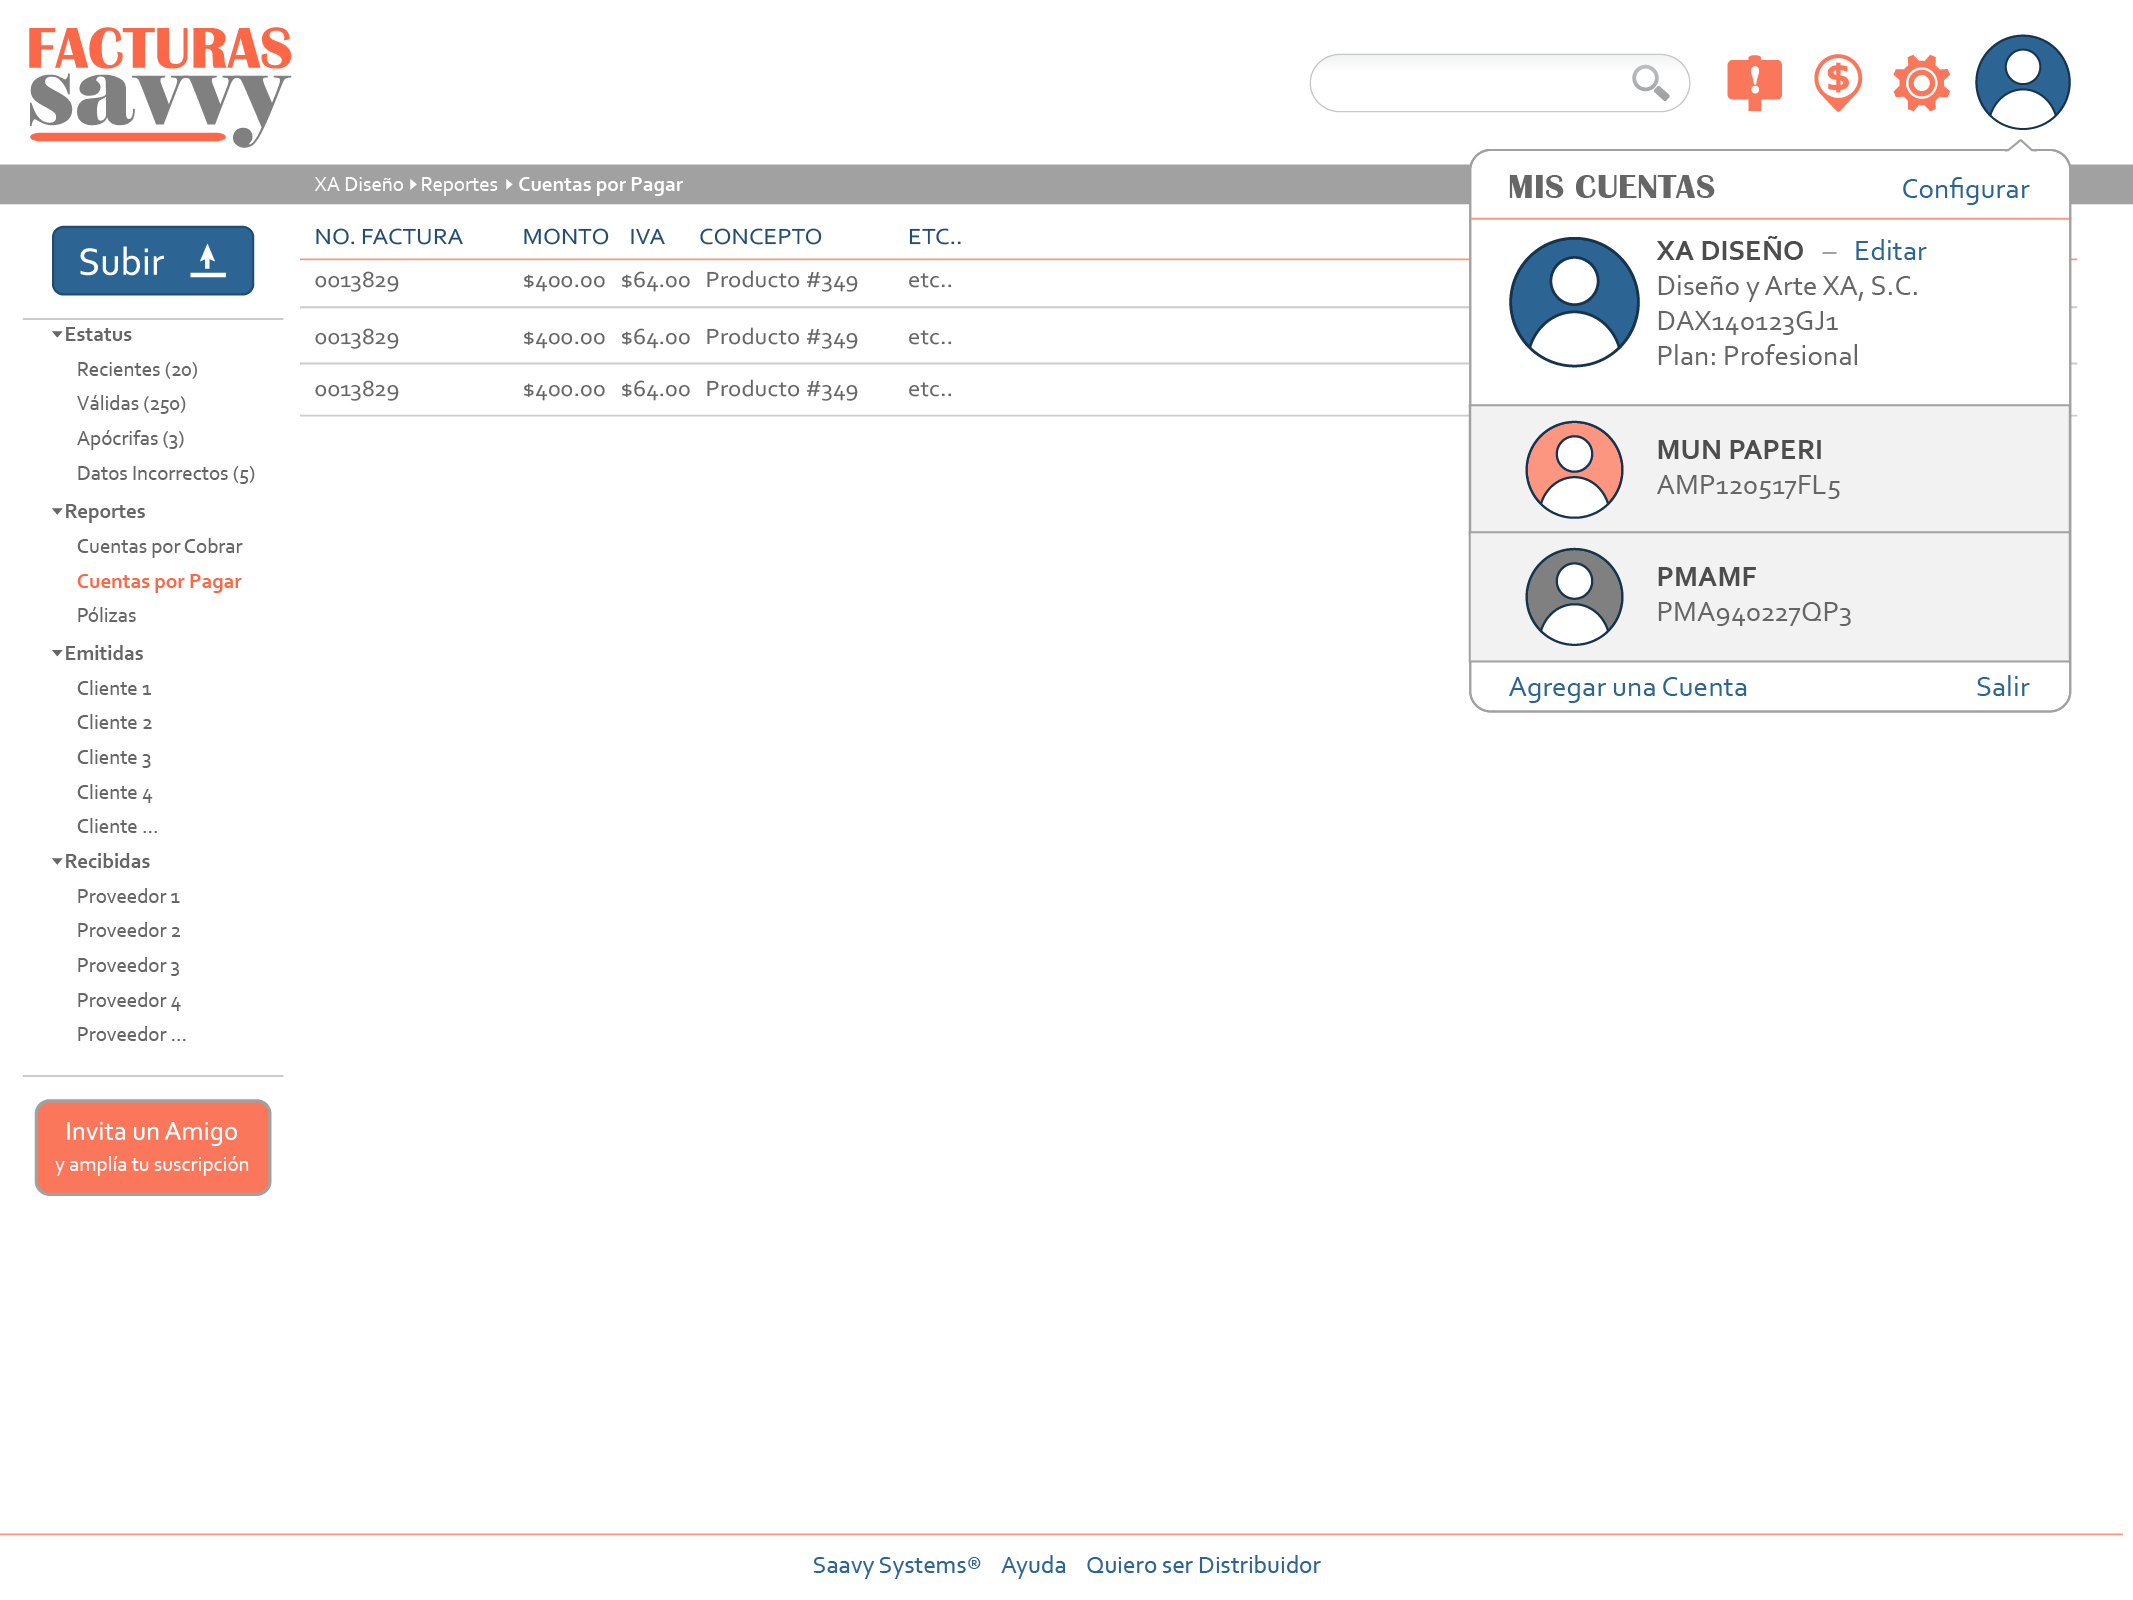 FACTURAS
savvy
XA Diseño Reportes Cuentas por Pagar
Subir
Estatus
Recientes (20)
Válidas (250)
Apócrifas (3)
Datos Incorrectos (5)
Reportes
Cuentas por Cobrar
Cuentas por Pagar
Pólizas
Emitidas
Cliente 1
Cliente 2
Cliente 3
Cliente 4
Cliente ...
Recibidas
Proveedor 1
Proveedor 2
Proveedor 3
Proveedor 4
Proveedor ...
Invita un Amigo
y amplía tu suscripción
NO. FACTURA MONTO IVA CONCEPTO ETC..
0013829 $400.00 $64.00 Producto #349 etc..
0013829 $400.00 $64.00 Producto #349 etc..
0013829 $400.00 $64.00 Producto #349 etc..
MIS CUENTAS Configurar
XA DISEÑO – Editar
Diseño y Arte XA, S.C.
DAX140123GJ1
Plan: Profesional
MUN PAPERI
AMP120517FL5
PMAMF
PMA940227QP3
Agregar una Cuenta Salir
Saavy Systems® Ayuda Quiero ser Distribuidor